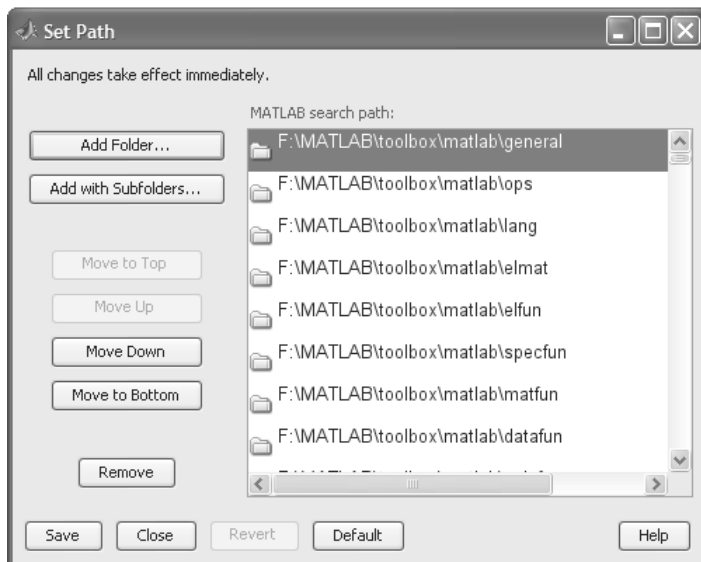 Set Path
All changes take effect immediately.
MATLAB search path:
Add Folder...
Add with Subfolders...
Move to Top
Move Up
Move Down
Move to Bottom
Remove
F:\MATLAB\toolbox\matlab\general
F:\MATLAB\toolbox\matlab\ops
F:\MATLAB\toolbox\matlab\lang
F:\MATLAB\toolbox\matlab\elmat
F:\MATLAB\toolbox\matlab\elfun
F:\MATLAB\toolbox\matlab\specfun
F:\MATLAB\toolbox\matlab\matfun
F:\MATLAB\toolbox\matlab\datafun
Save
Close
Revert
Default
Help